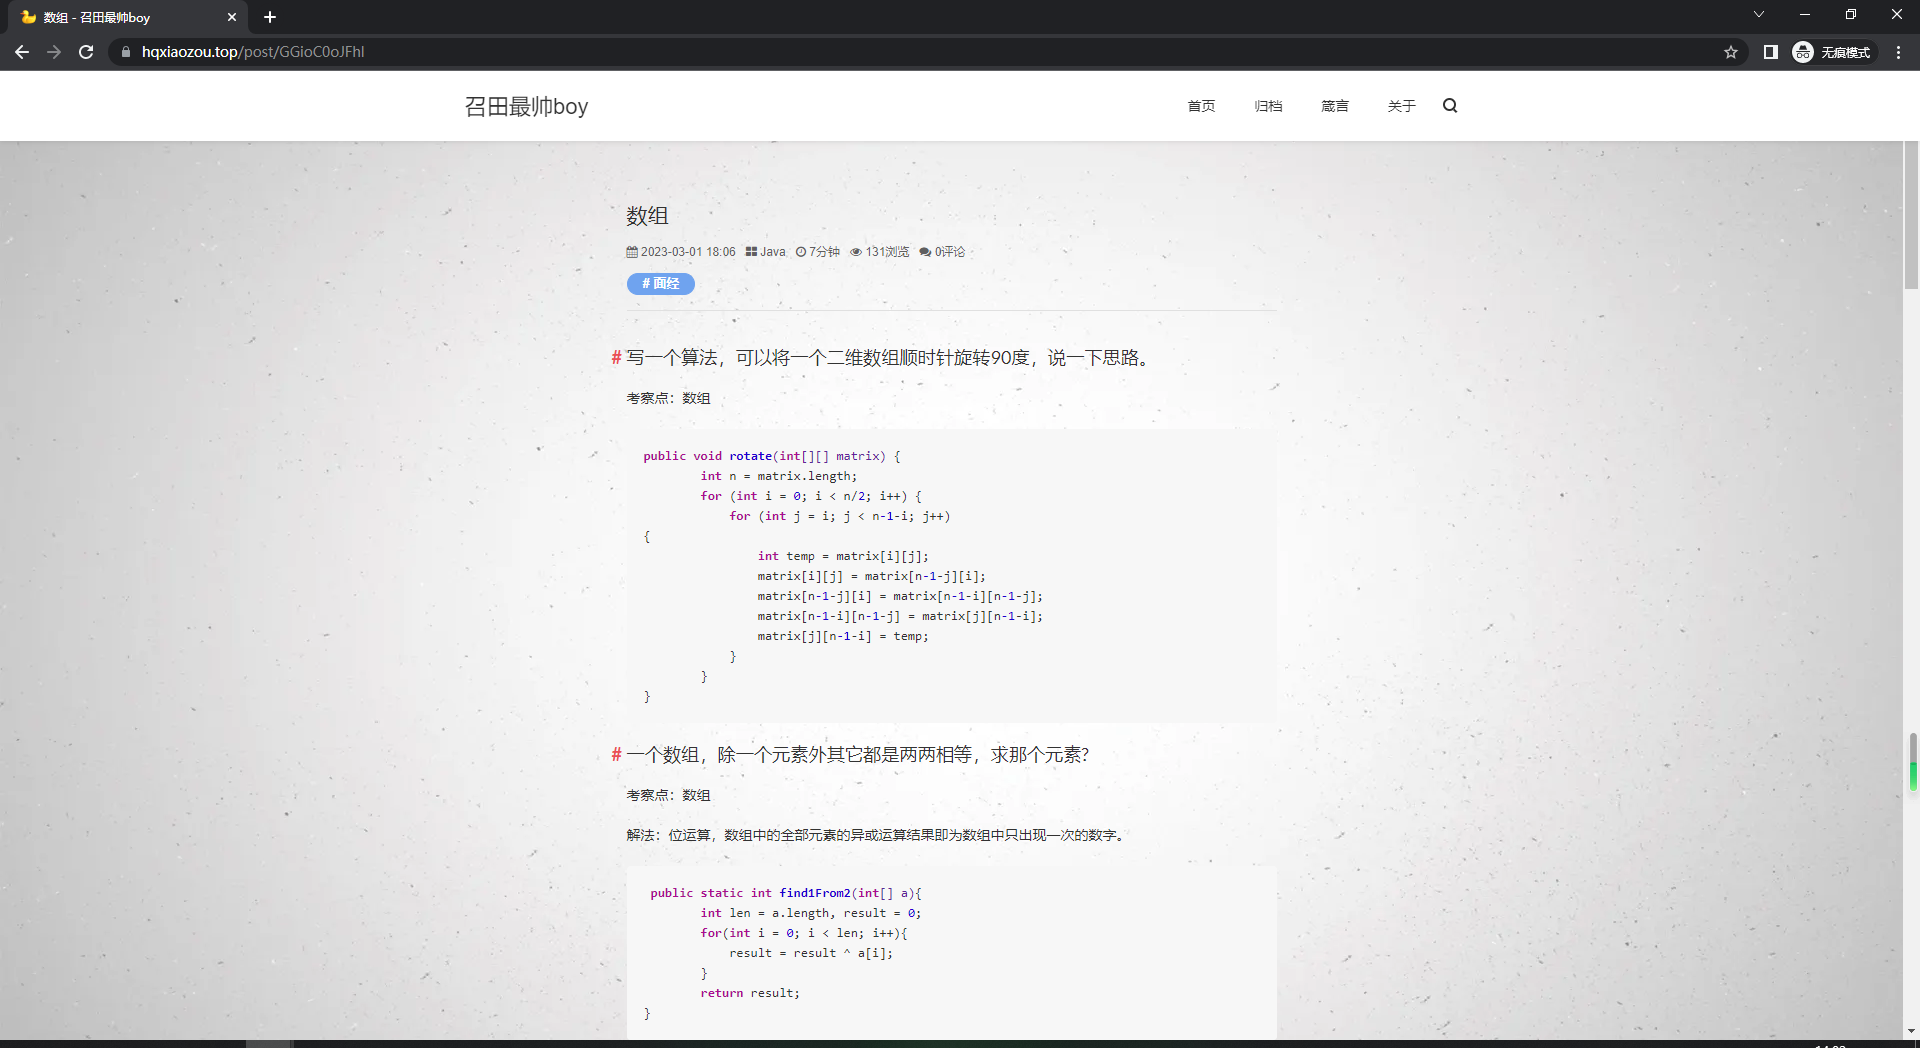 数组 - 召田最帅boy
hqxiaozou.top/post/GGioC0oJFhl
无痕模式
召田最帅boy
首页 归档 箴言 关于
数组
2023-03-01 18:06 Java 7分钟 131浏览 0评论
# 面经
# 写一个算法，可以将一个二维数组顺时针旋转90度，说一下思路。
考察点：数组
public void rotate(int[][] matrix) {
int n = matrix.length;
for (int i = 0; i < n/2; i++) {
for (int j = i; j < n-1-i; j++)
{
int temp = matrix[i][j];
matrix[i][j] = matrix[n-1-j][i];
matrix[n-1-j][i] = matrix[n-1-i][n-1-j];
matrix[n-1-i][n-1-j] = matrix[j][n-1-i];
matrix[j][n-1-i] = temp;
}
}
}
# 一个数组，除一个元素外其它都是两两相等，求那个元素?
考察点：数组
解法：位运算，数组中的全部元素的异或运算结果即为数组中只出现一次的数字。
public static int find1From2(int[] a){
int len = a.length, result = 0;
for(int i = 0; i < len; i++){
result = result ^ a[i];
}
return result;
}